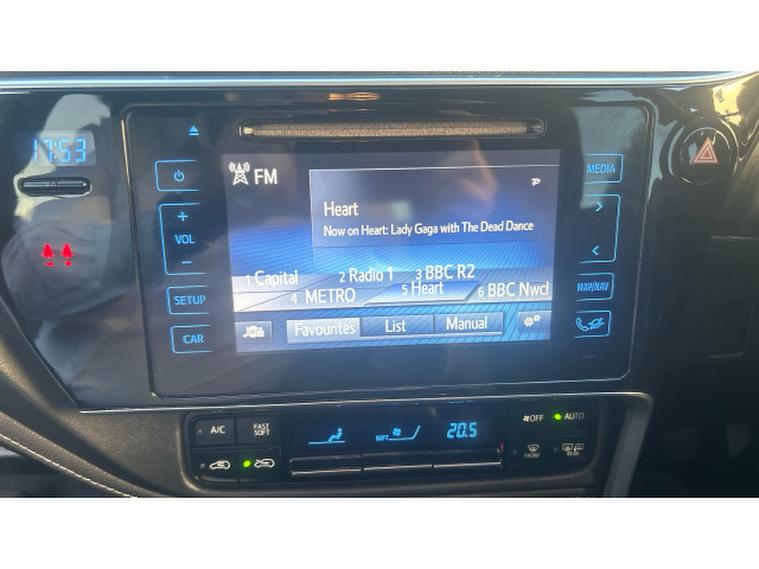 17:53
MEDIA
FM
Heart
Now on Heart: Lady Gaga with The Dead Dance
+
VOL
-
1 Capital 2 Radio 1 3 BBC R2
4 METRO 5 Heart 6 BBC Nwcl
SETUP
MAP/NAV
Favourites List Manual
CAR
A/C FAST SOFT
SOFT
20.5
OFF AUTO
FRONT REAR